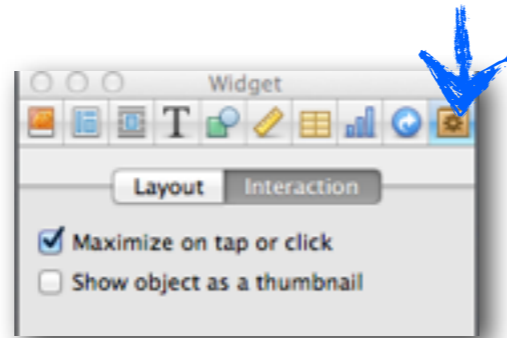 Widget
T
Layout Interaction
Maximize on tap or click
Show object as a thumbnail